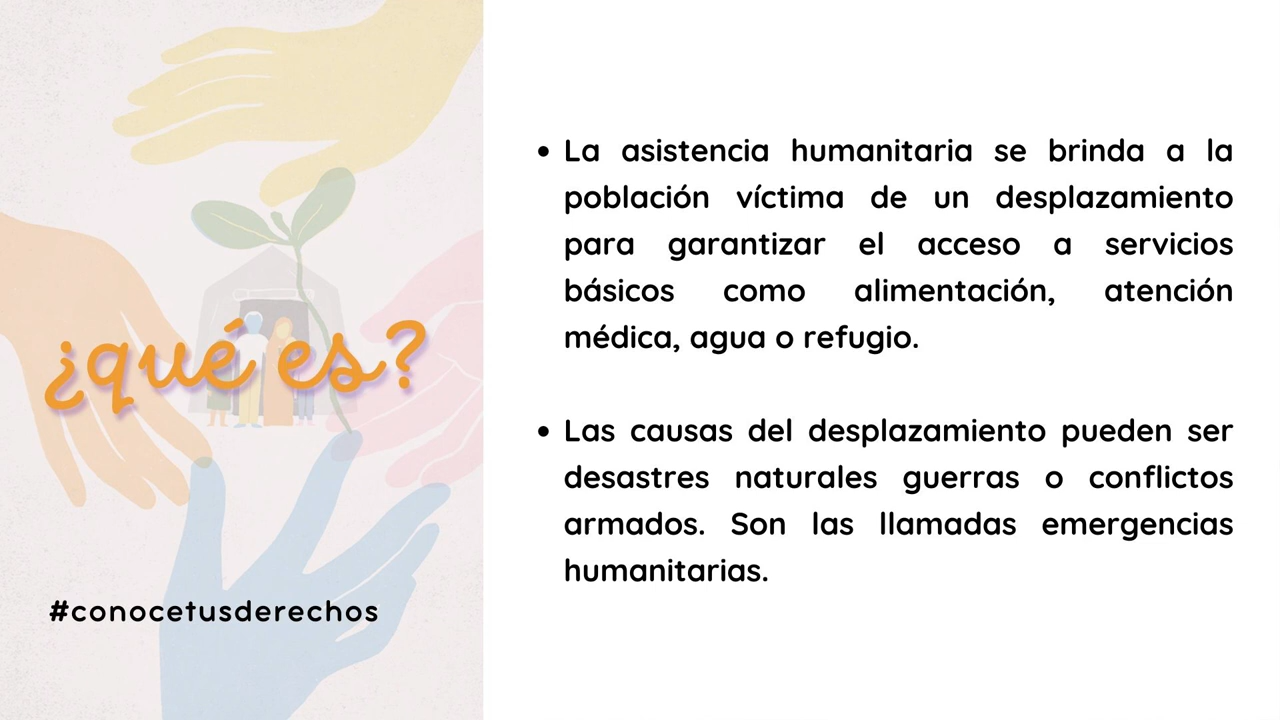 ¿qué es?
#conocetusderechos
• La asistencia humanitaria se brinda a la
población víctima de un desplazamiento
para garantizar el acceso a servicios
básicos como alimentación, atención
médica, agua o refugio.
• Las causas del desplazamiento pueden ser
desastres naturales guerras o conflictos
armados. Son las llamadas emergencias
humanitarias.